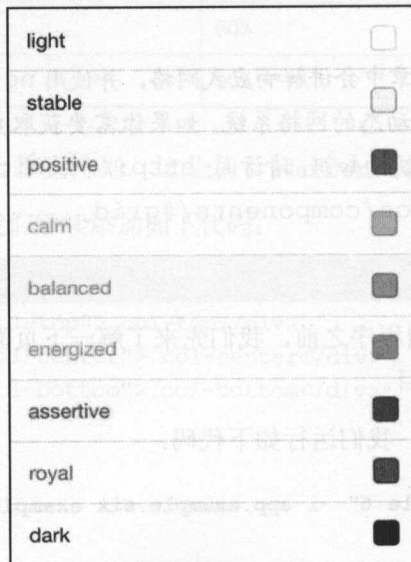 light
stable
positive
calm
balanced
energized
assertive
royal
dark